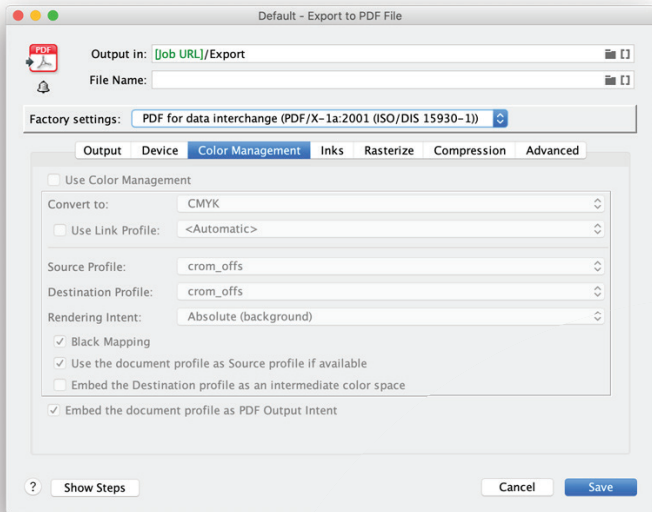 Default - Export to PDF File
PDF
Output in: [Job URL]/Export
File Name:
Factory settings: PDF for data interchange (PDF/X-1a:2001 (ISO/DIS 15930-1))
Output Device Color Management Inks Rasterize Compression Advanced
Use Color Management
Convert to: CMYK
Use Link Profile: <Automatic>
Source Profile: crom_offs
Destination Profile: crom_offs
Rendering Intent: Absolute (background)
Black Mapping
Use the document profile as Source profile if available
Embed the Destination profile as an intermediate color space
Embed the document profile as PDF Output Intent
? Show Steps Cancel Save